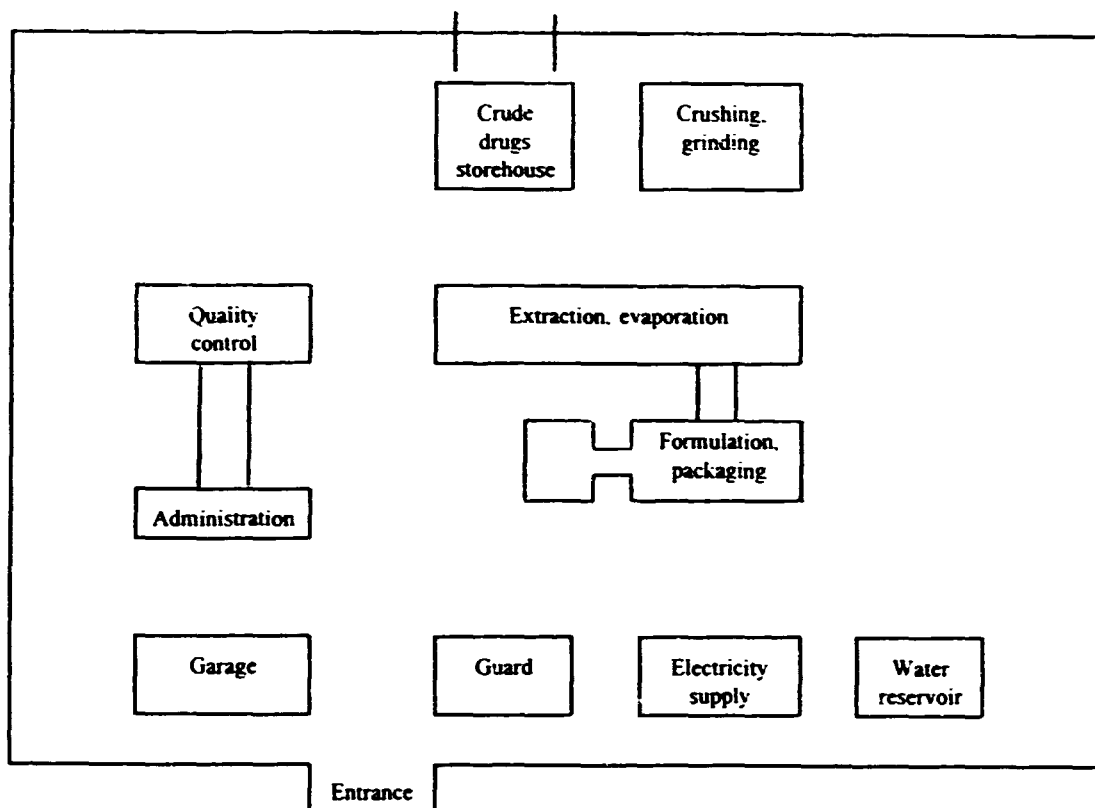 Crude
drugs
storehouse
Crushing,
grinding
Quality
control
Extraction, evaporation
Formulation,
packaging
Administration
Garage
Guard
Electricity
supply
Water
reservoir
Entrance